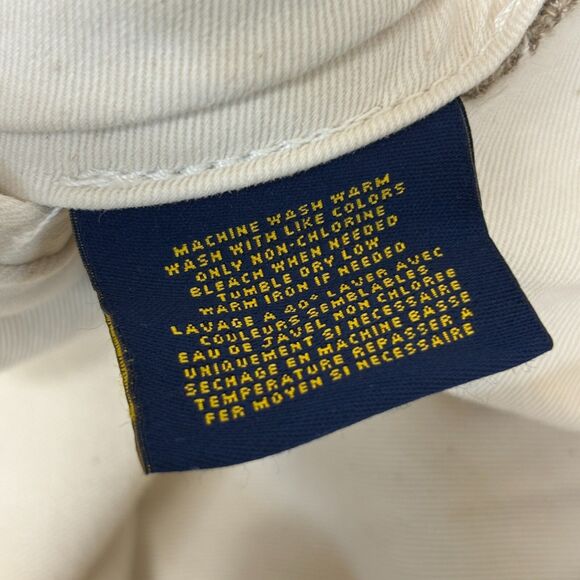 MACHINE WASH WARM
WASH WITH LIKE COLORS
ONLY NON-CHLORINE
BLEACH WHEN NEEDED
TUMBLE DRY LOW
WARM IRON IF NEEDED
LAVAGE A 40° LAVER AVEC
COULEURS SEMBLABLES
EAU DE JAVEL NON CHLOREE
UNIQUEMENT SI NECESSAIRE
SECHAGE EN MACHINE BASSE
TEMPERATURE REPASSER A
FER MOYEN SI NECESSAIRE